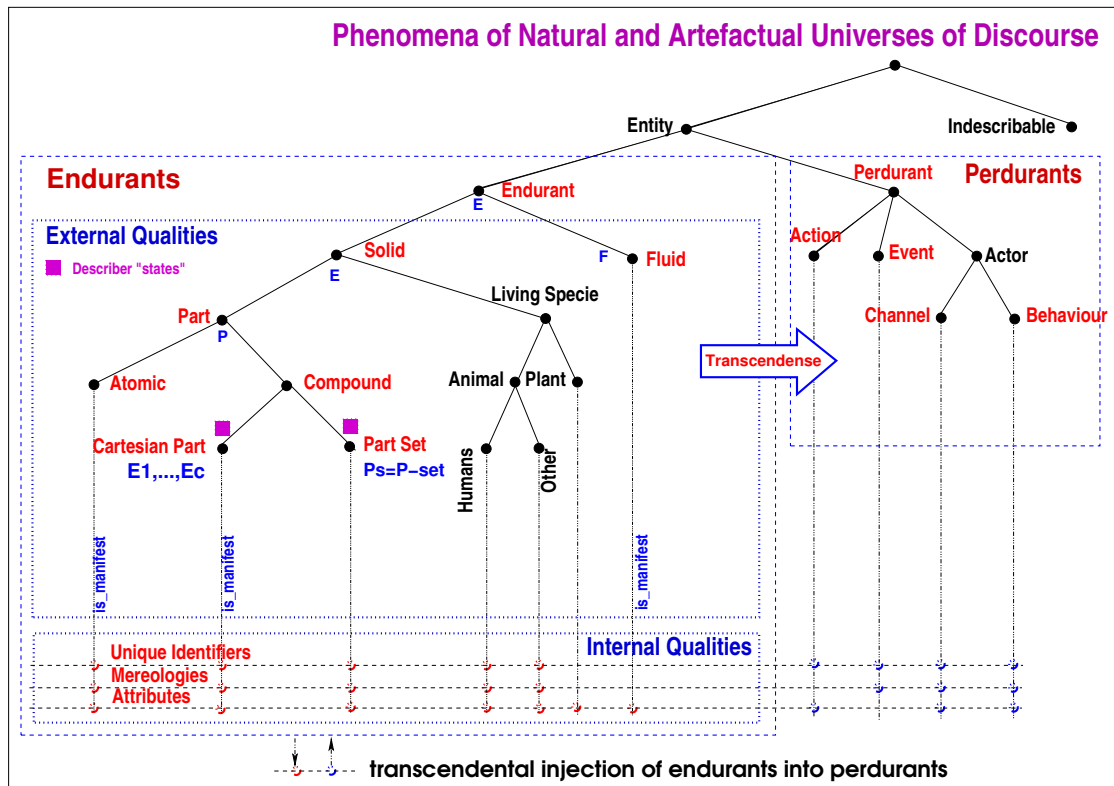 Phenomena of Natural and Artefactual Universes of Discourse
Entity
Indescribable
Endurants
Endurant
E
Perdurant
Perdurants
External Qualities
Describer "states"
Solid
E
F
Fluid
Action
Event
Actor
Living Specie
Part
P
Channel
Behaviour
Transcendense
Atomic
Compound
Animal
Plant
Cartesian Part
E1,...,Ec
Part Set
Ps=P-set
Humans
Other
is_manifest
is_manifest
is_manifest
Unique Identifiers
Internal Qualities
Mereologies
Attributes
transcendental injection of endurants into perdurants